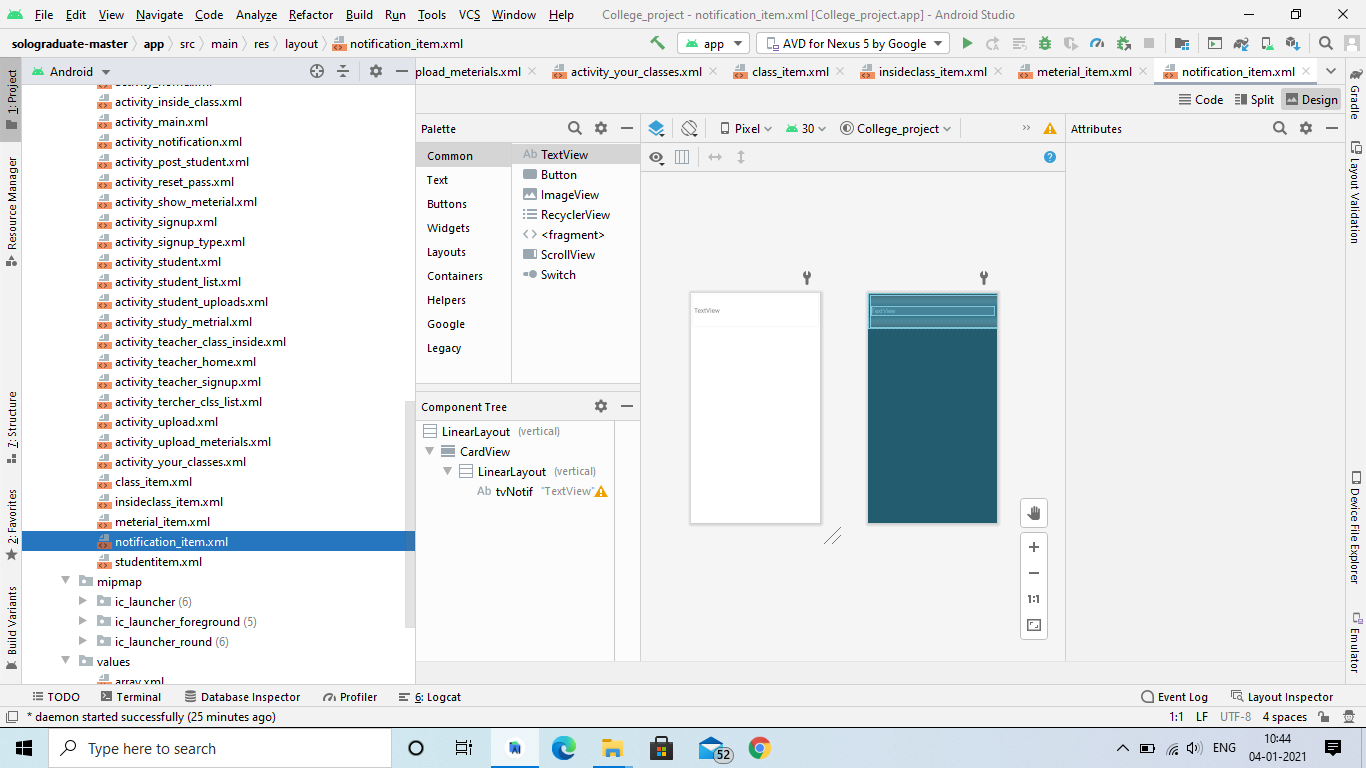 File Edit View Navigate Code Analyze Refactor Build Run Tools VCS Window Help College_project - notification_item.xml [College_project.app] - Android Studio
solograduate-master app src main res layout notification_item.xml app AVD for Nexus 5 by Google
1: Project
Resource Manager
7: Structure
2: Favorites
Build Variants
Android
activity_inside_class.xml
activity_main.xml
activity_notification.xml
activity_post_student.xml
activity_reset_pass.xml
activity_show_meterial.xml
activity_signup.xml
activity_signup_type.xml
activity_student.xml
activity_student_list.xml
activity_student_uploads.xml
activity_study_metrial.xml
activity_teacher_class_inside.xml
activity_teacher_home.xml
activity_teacher_signup.xml
activity_tercher_clss_list.xml
activity_upload.xml
activity_upload_meterials.xml
activity_your_classes.xml
class_item.xml
insideclass_item.xml
meterial_item.xml
notification_item.xml
studentitem.xml
mipmap
ic_launcher (6)
ic_launcher_foreground (5)
ic_launcher_round (6)
values
array.xml
pload_meterials.xml activity_your_classes.xml class_item.xml insideclass_item.xml meterial_item.xml notification_item.xml
Code Split Design
Palette
Common
Text
Buttons
Widgets
Layouts
Containers
Helpers
Google
Legacy
Ab TextView
Button
ImageView
RecyclerView
<fragment>
ScrollView
Switch
Component Tree
LinearLayout (vertical)
CardView
LinearLayout (vertical)
Ab tvNotif "TextView"
Pixel 30 College_project
TextView
TextView
1:1
Attributes
Gradle
Layout Validation
Device File Explorer
Emulator
TODO Terminal Database Inspector Profiler 6: Logcat Event Log Layout Inspector
* daemon started successfully (25 minutes ago) 1:1 LF UTF-8 4 spaces
Type here to search 52 ENG 10:44
04-01-2021